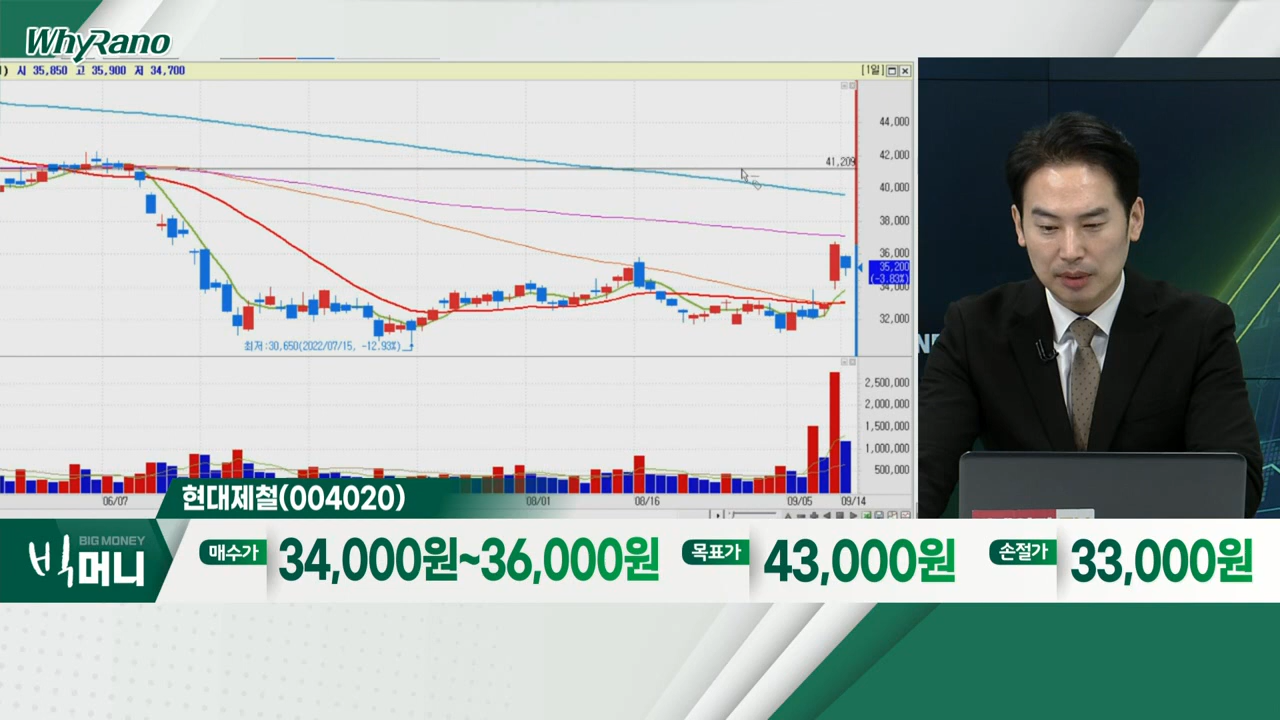 WhyRano
) 시 35,850 고 35,900 저 34,700
[1일]
44,000
42,000
41,209
40,000
38,000
36,000
35,200
(-3.83%)
34,000
32,000
최저:30,650(2022/07/15, -12.93%)
2,500,000
2,000,000
1,500,000
1,000,000
500,000
06/07
08/01
08/16
09/05
09/14
현대제철(004020)
BIG MONEY
빅머니
매수가 34,000원~36,000원
목표가 43,000원
손절가 33,000원